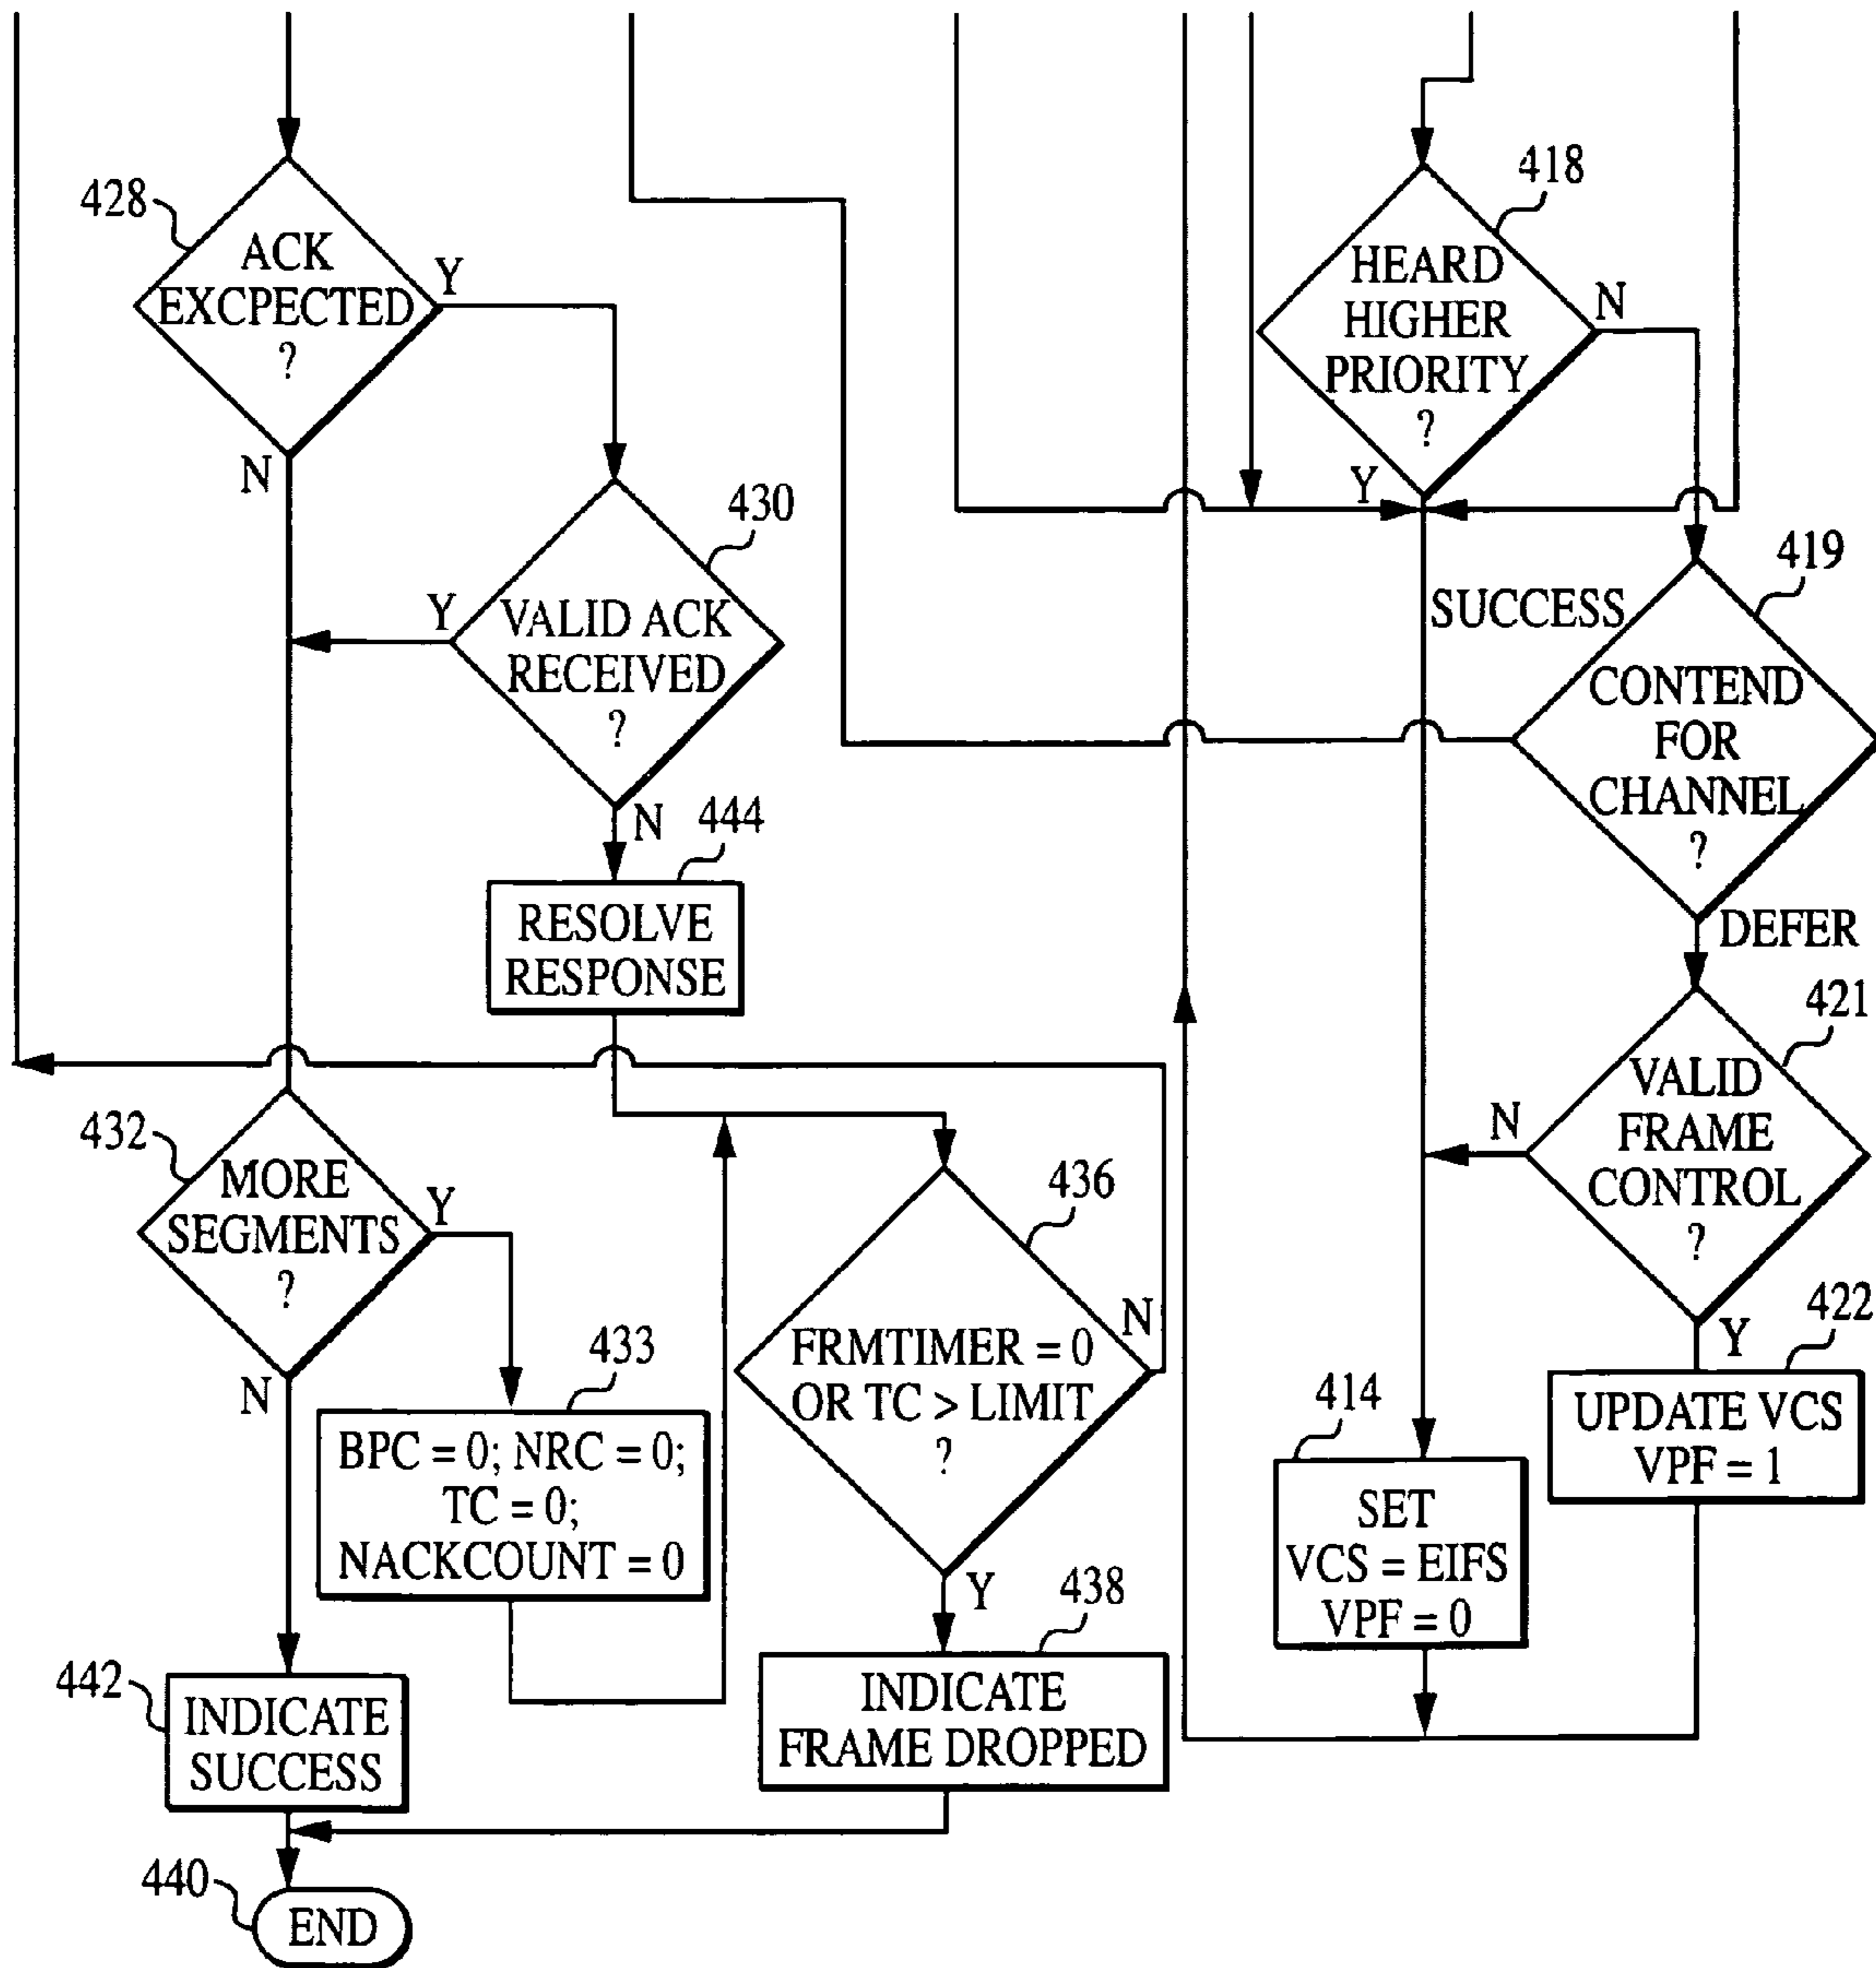 428
ACK
EXCPECTED
?
Y
N
430
VALID ACK
RECEIVED
?
Y
N
444
RESOLVE
RESPONSE
432
MORE
SEGMENTS
?
Y
N
433
BPC = 0; NRC = 0;
TC = 0;
NACKCOUNT = 0
436
FRMTIMER = 0
OR TC > LIMIT
?
N
Y
438
INDICATE
FRAME DROPPED
442
INDICATE
SUCCESS
440
END
418
HEARD
HIGHER
PRIORITY
?
N
Y
419
SUCCESS
CONTEND
FOR
CHANNEL
?
DEFER
421
VALID
FRAME
CONTROL
?
N
Y
422
UPDATE VCS
VPF = 1
414
SET
VCS = EIFS
VPF = 0